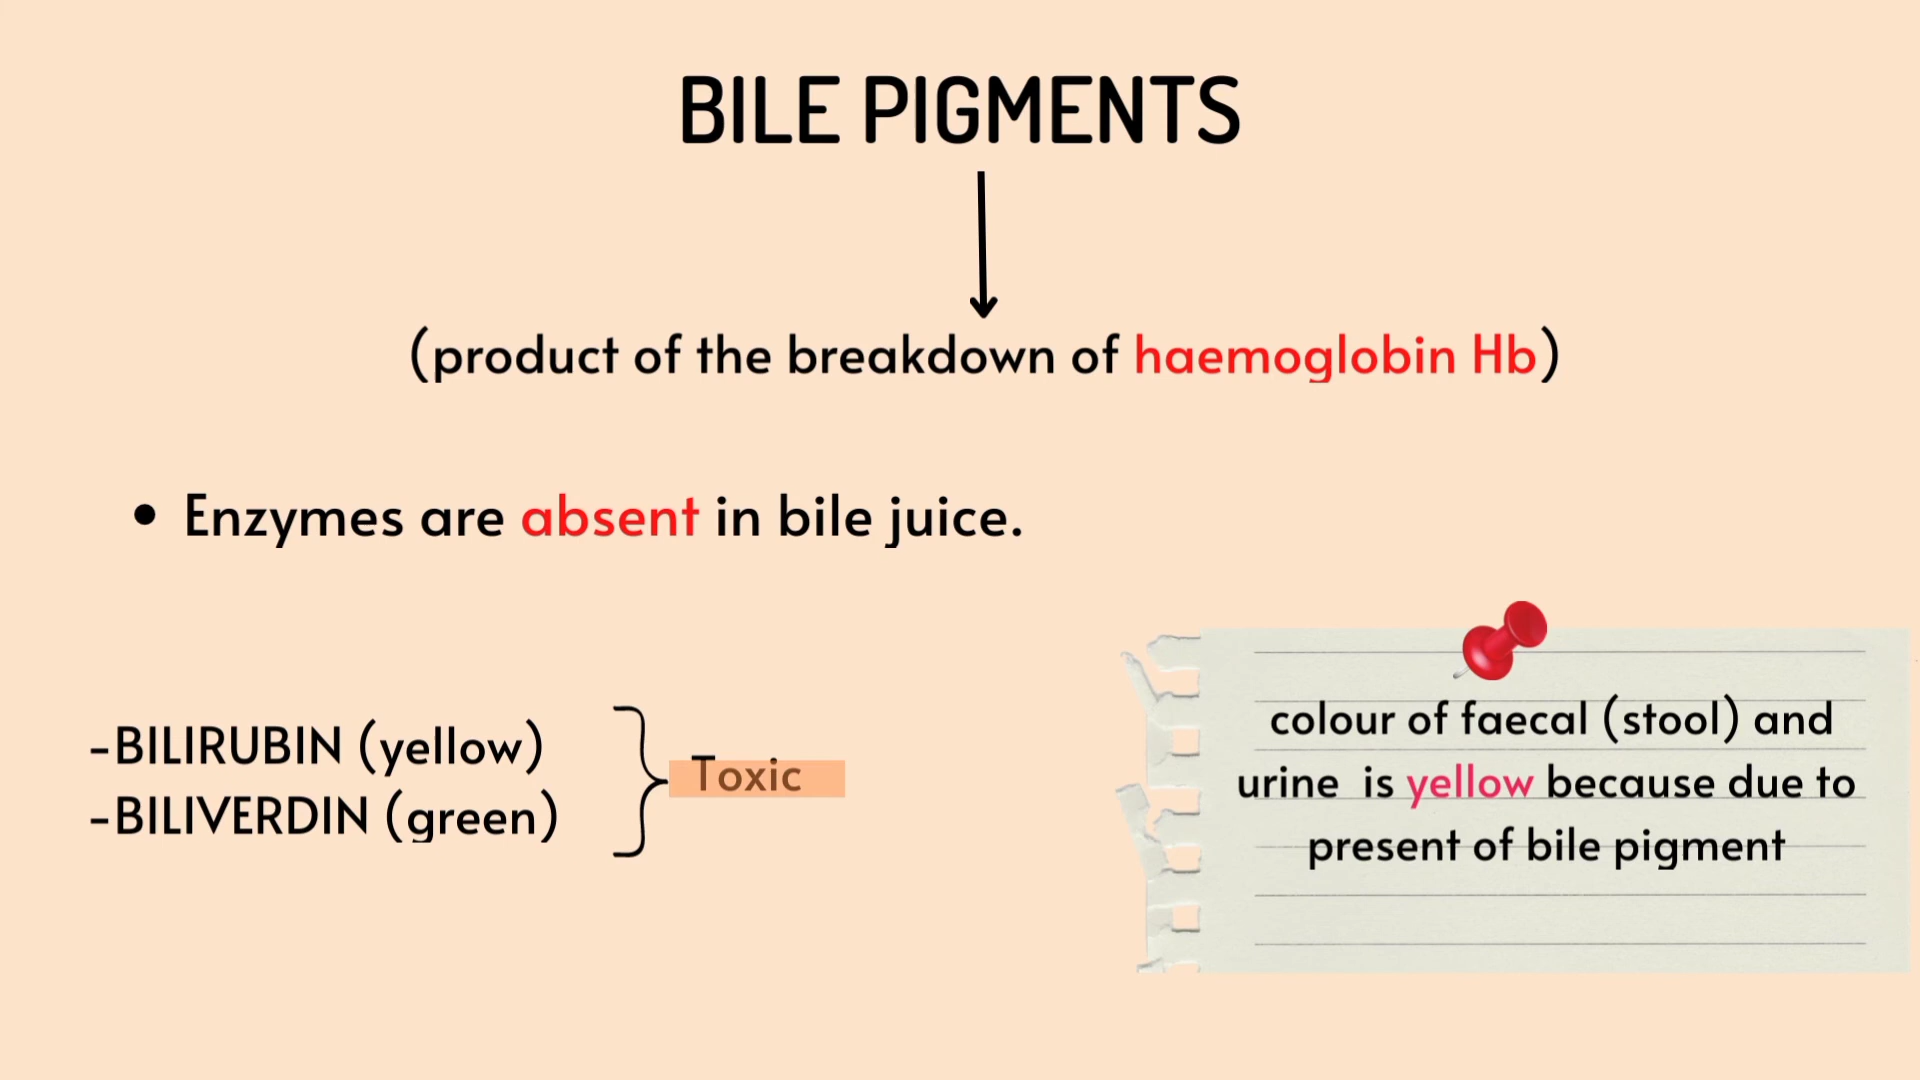 BILE PIGMENTS
(product of the breakdown of haemoglobin Hb)
• Enzymes are absent in bile juice.
-BILIRUBIN (yellow)
-BILIVERDIN (green)
Toxic
colour of faecal (stool) and
urine is yellow because due to
present of bile pigment